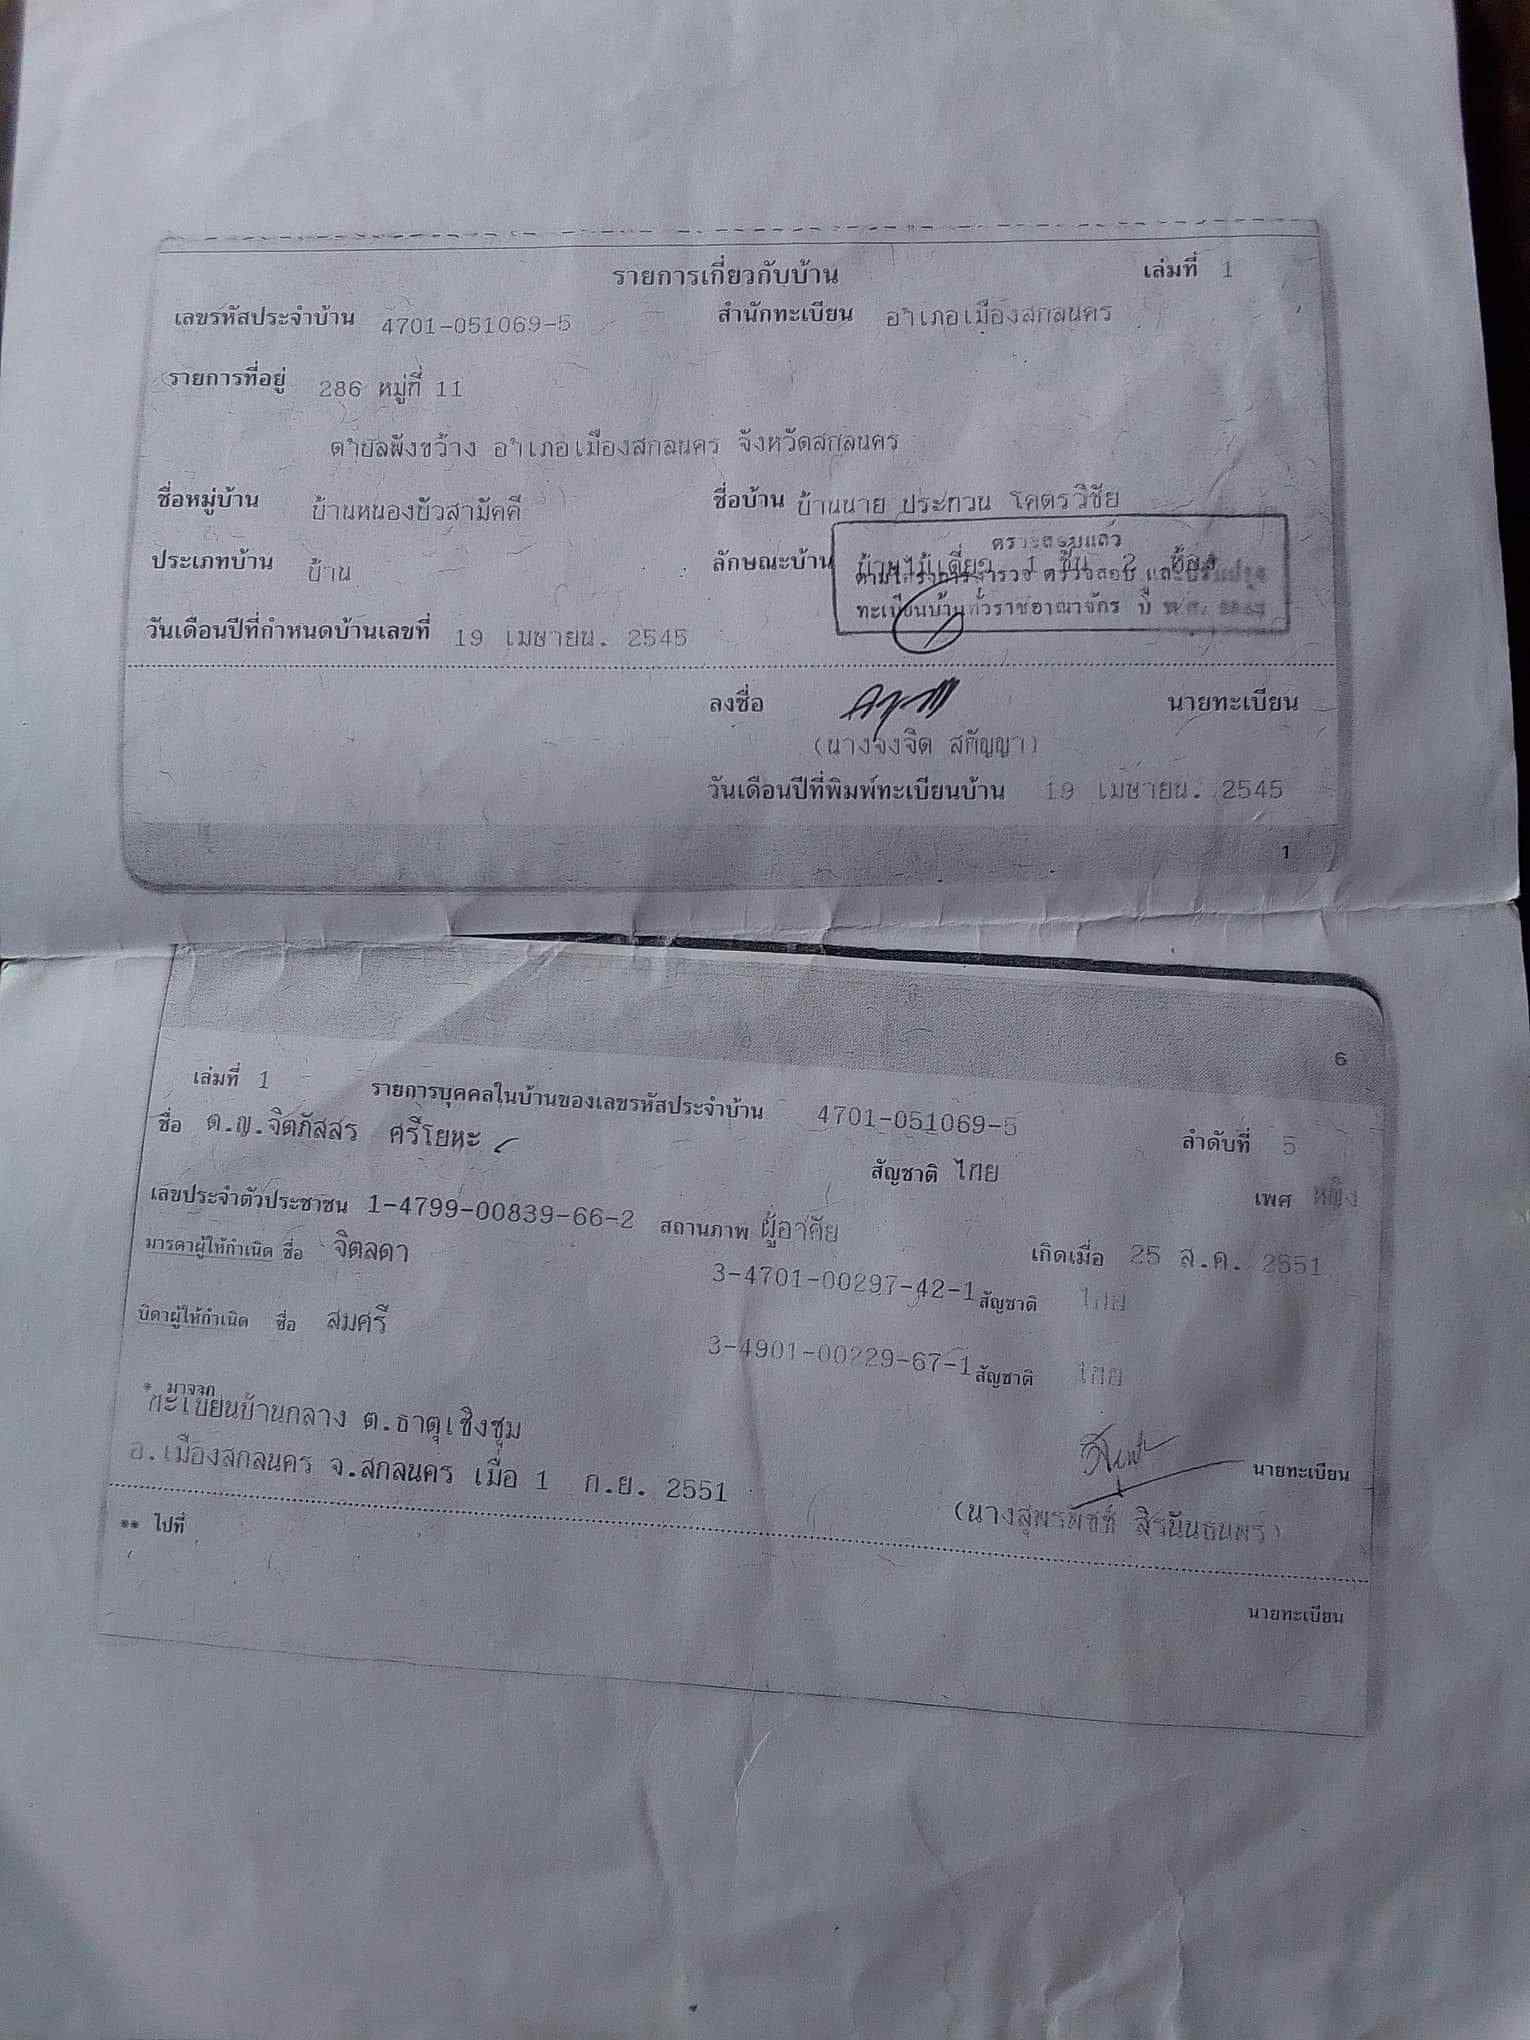 รายการเกี่ยวกับบ้าน เล่มที่ 1
เลขรหัสประจำบ้าน 4701-051069-5 สำนักทะเบียน อำเภอเมืองสกลนคร
รายการที่อยู่ 286 หมู่ที่ 11
ตำบลพังขว้าง อำเภอเมืองสกลนคร จังหวัดสกลนคร
ชื่อหมู่บ้าน บ้านหนองบัวสามัคคี ชื่อบ้าน บ้านนาย ประทวน โคตรวิชัย
ตรวจสอบแล้ว
ประเภทบ้าน บ้าน ลักษณะบ้าน บ้านไม้เดี่ยว 1 ชั้น 2 ห้อง
ตามโครงการสำรวจ ตรวจสอบ และปรับปรุง
ทะเบียนบ้านทั่วราชอาณาจักร ปี พ.ศ.
วันเดือนปีที่กำหนดบ้านเลขที่ 19 เมษายน. 2545
ลงชื่อ นายทะเบียน
(นางจงจิต สกัญญา)
วันเดือนปีที่พิมพ์ทะเบียนบ้าน 19 เมษายน. 2545
1
6
เล่มที่ 1 รายการบุคคลในบ้านของเลขรหัสประจำบ้าน 4701-051069-5 ลำดับที่ 5
ชื่อ ด.ญ.จิตภัสสร ศรีโยหะ สัญชาติ ไทย เพศ หญิง
เลขประจำตัวประชาชน 1-4799-00839-66-2 สถานภาพ ผู้อาศัย เกิดเมื่อ 25 ส.ค. 2551
มารดาผู้ให้กำเนิด ชื่อ จิตลดา 3-4701-00297-42-1 สัญชาติ ไทย
บิดาผู้ให้กำเนิด ชื่อ สมศรี 3-4901-00229-67-1 สัญชาติ ไทย
* มาจาก
ทะเบียนบ้านกลาง ต.ธาตุเชิงชุม
อ.เมืองสกลนคร จ.สกลนคร เมื่อ 1 ก.ย. 2551 นายทะเบียน
(นางสุพรพิชช์ สิรนันธนพร)
** ไปที่
นายทะเบียน